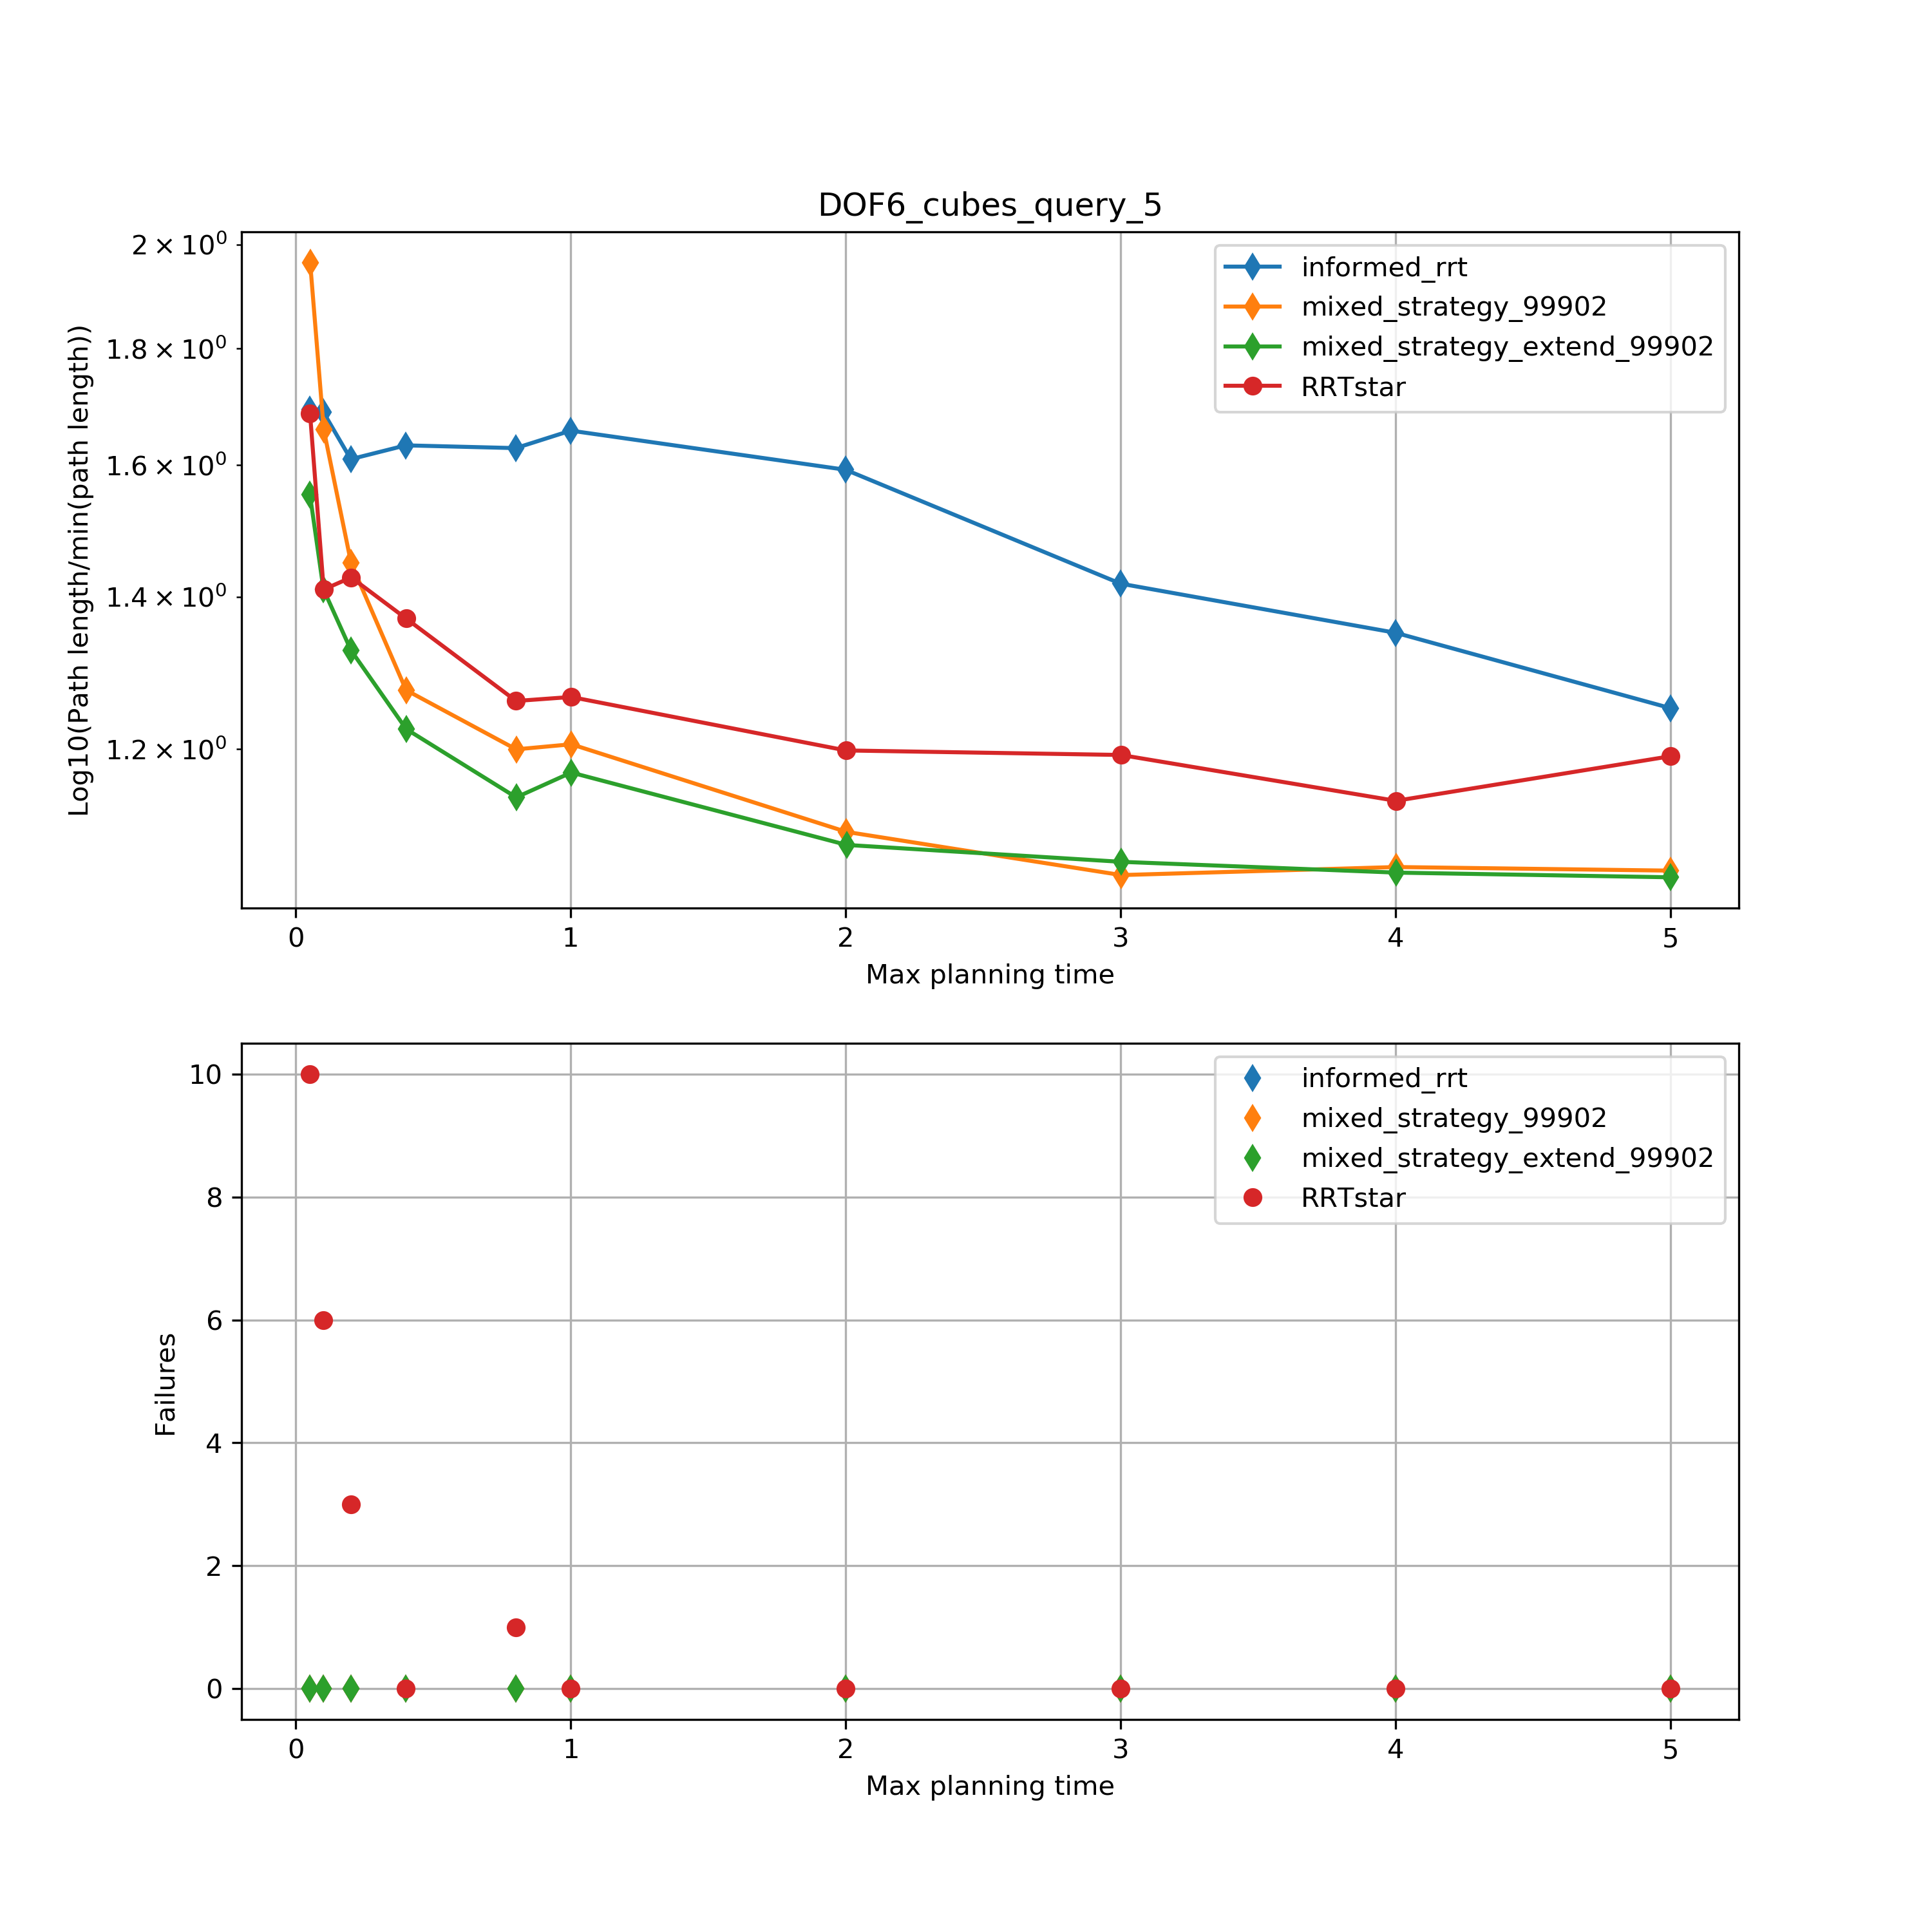 DOF6_cubes_query_5
2 × 10⁰
1.8 × 10⁰
1.6 × 10⁰
1.4 × 10⁰
1.2 × 10⁰
Log10(Path length/min(path length))
informed_rrt
mixed_strategy_99902
mixed_strategy_extend_99902
RRTstar
0 1 2 3 4 5
Max planning time
10
8
6
4
2
0
Failures
informed_rrt
mixed_strategy_99902
mixed_strategy_extend_99902
RRTstar
0 1 2 3 4 5
Max planning time